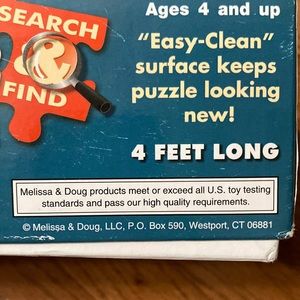 SEARCH
&
FIND
Ages 4 and up
“Easy-Clean”
surface keeps
puzzle looking
new!
4 FEET LONG
Melissa & Doug products meet or exceed all U.S. toy testing
standards and pass our high quality requirements.
© Melissa & Doug, LLC, P.O. Box 590, Westport, CT 06881